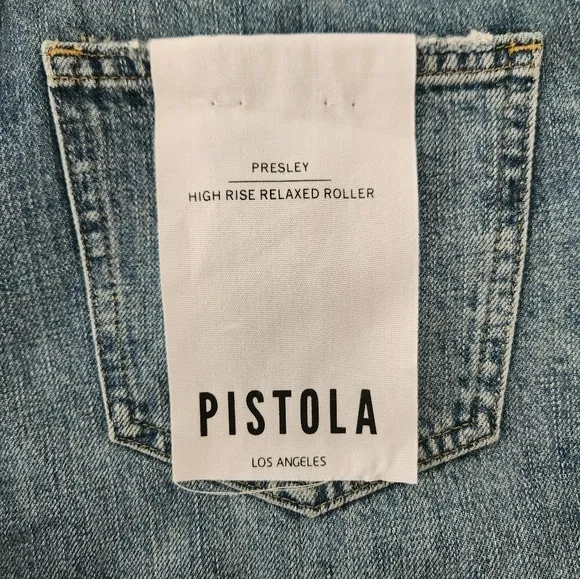 PRESLEY
HIGH RISE RELAXED ROLLER
PISTOLA
LOS ANGELES